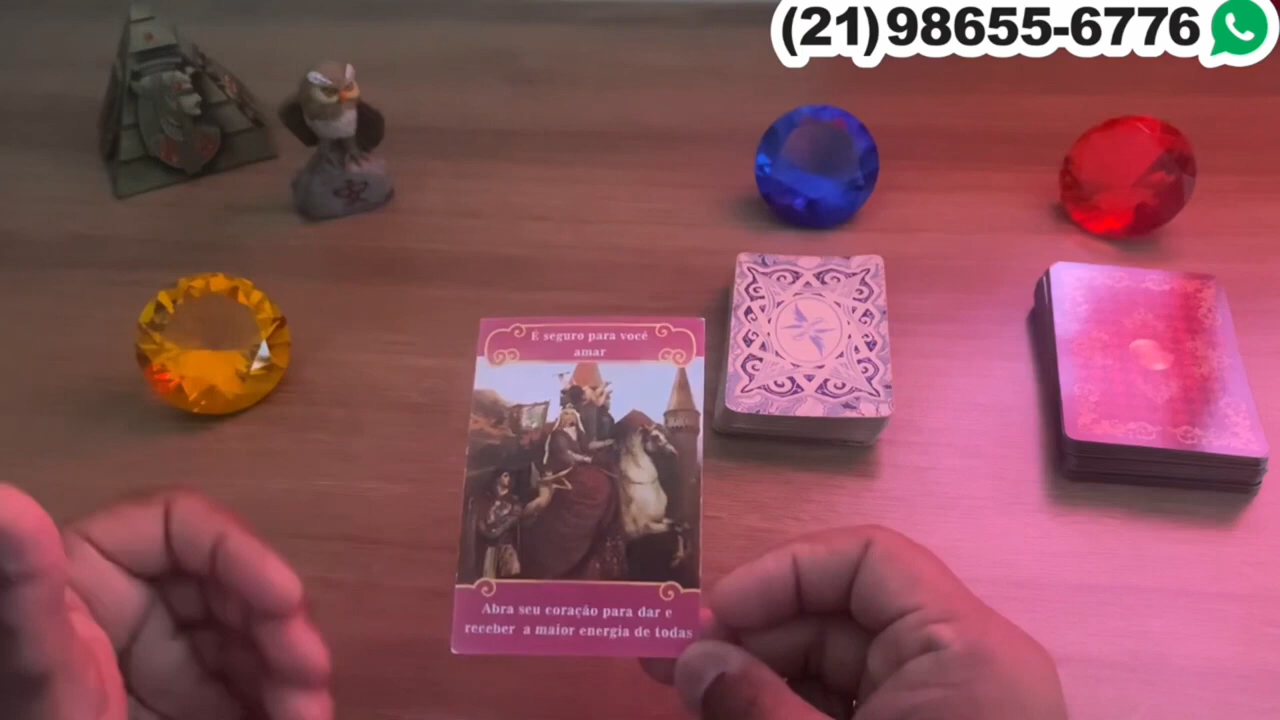 (21)98655-6776
É seguro para você
amar
Abra seu coração para dar e
receber a maior energia de todas